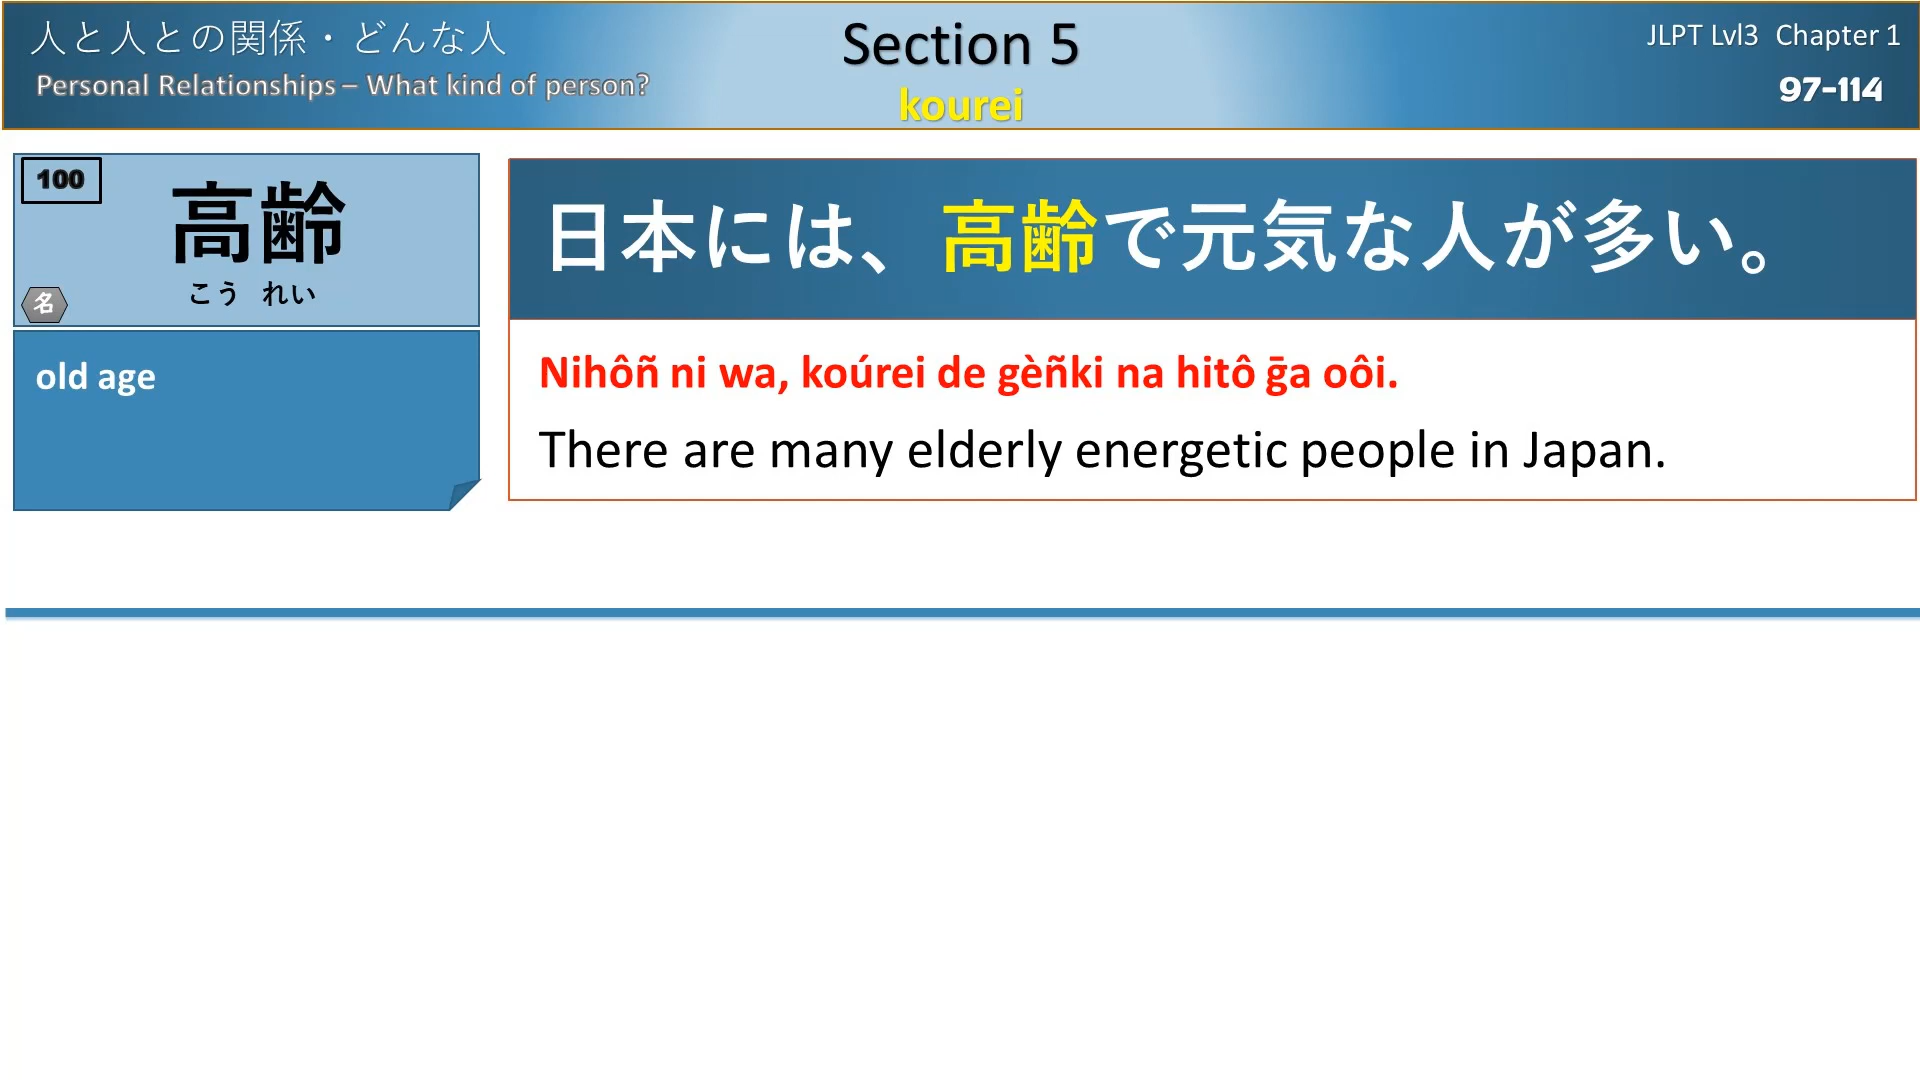 人と人との関係・どんな人
Personal Relationships – What kind of person?
Section 5
kourei
JLPT Lvl3 Chapter 1
97-114
100
高齢
こう れい
名
old age
日本には、高齢で元気な人が多い。
Nihôñ ni wa, koúrei de gèñki na hitô ḡa oôi.
There are many elderly energetic people in Japan.